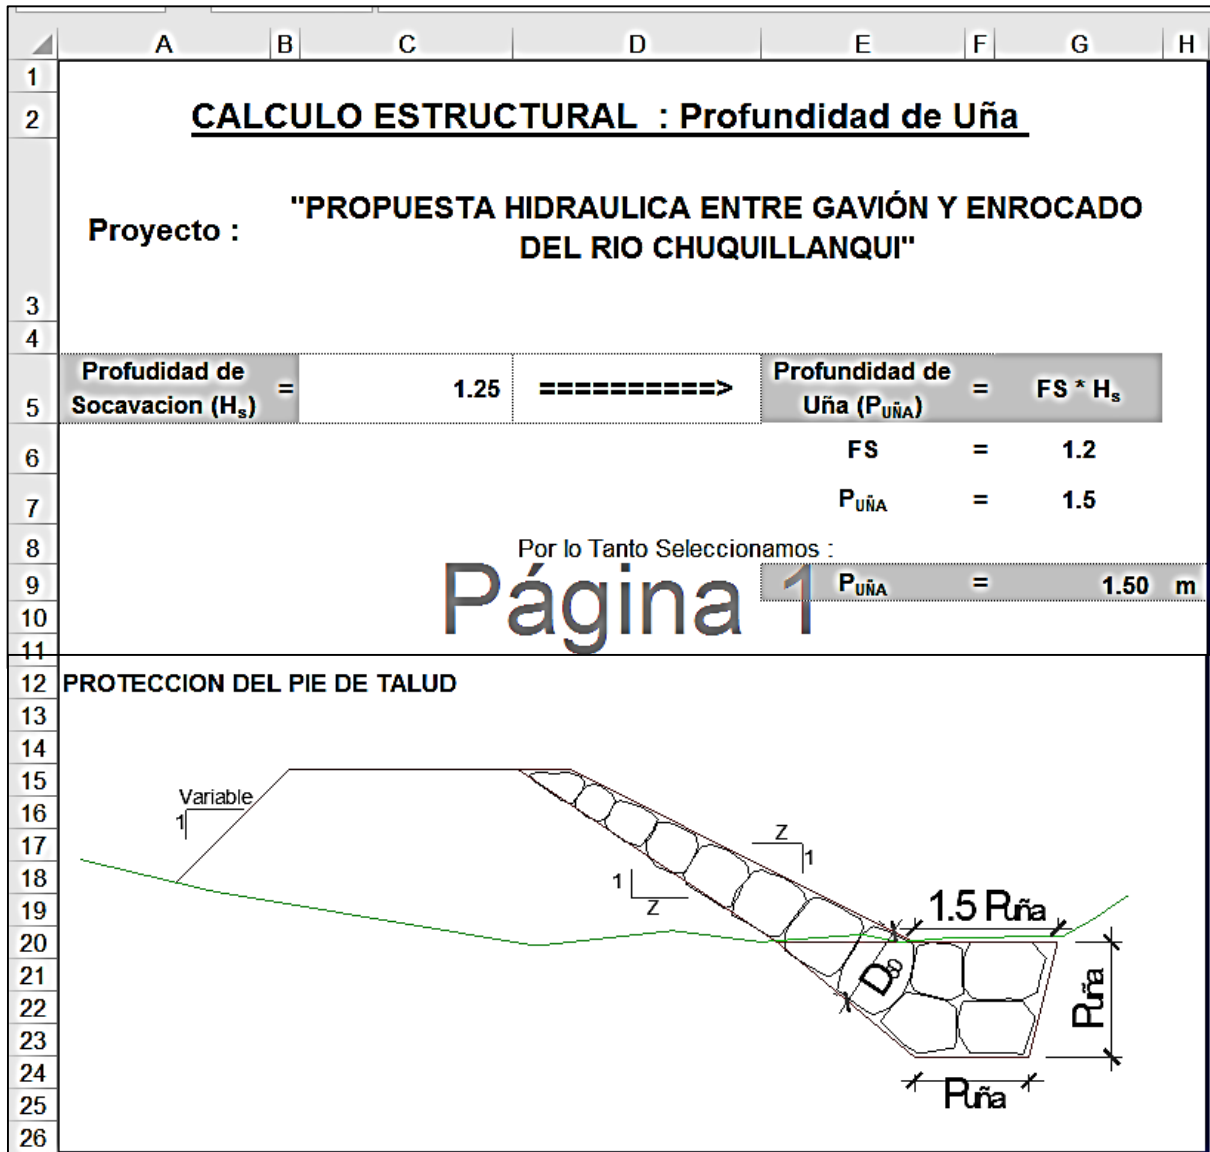 A B C D E F G H
1
2 CALCULO ESTRUCTURAL : Profundidad de Uña
"PROPUESTA HIDRAULICA ENTRE GAVIÓN Y ENROCADO
Proyecto :
DEL RIO CHUQUILLANQUI"
3
4
Profudidad de Socavacion (Hs) = 1.25 ==========> Profundidad de Uña (PUÑA) = FS * Hs
5
6 FS = 1.2
7 PUÑA = 1.5
8 Por lo Tanto Seleccionamos :
9 PUÑA = 1.50 m
Página 1
10
11
12 PROTECCION DEL PIE DE TALUD
13
14
15
Variable
16
1
17
Z
1
18
1
Z
19
1.5 Puña
20
21
D80
Puña
22
23
24
Puña
25
26